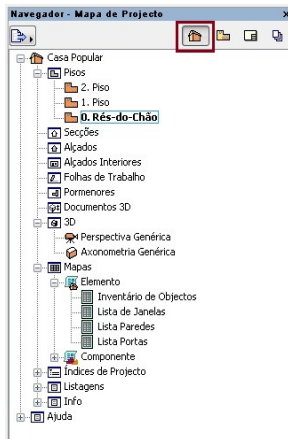 Navegador - Mapa de Projecto
Casa Popular
Pisos
2. Piso
1. Piso
0. Rés-do-Chão
Secções
Alçados
Alçados Interiores
Folhas de Trabalho
Pormenores
Documentos 3D
3D
Perspectiva Genérica
Axonometria Genérica
Mapas
Elemento
Inventário de Objectos
Lista de Janelas
Lista Paredes
Lista Portas
Componente
Índices de Projecto
Listagens
Info
Ajuda